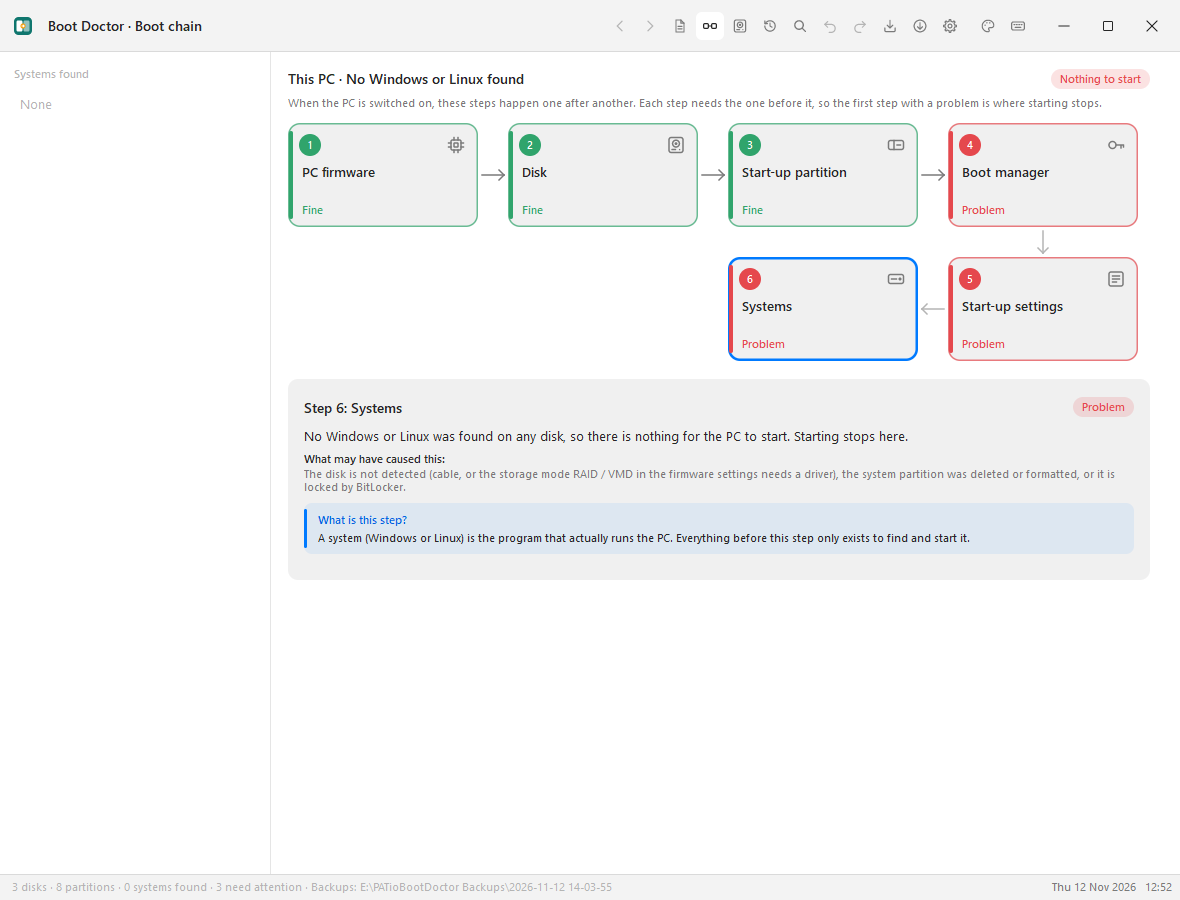 Boot Doctor · Boot chain
Systems found
None
This PC · No Windows or Linux found
Nothing to start
When the PC is switched on, these steps happen one after another. Each step needs the one before it, so the first step with a problem is where starting stops.
1
PC firmware
Fine
2
Disk
Fine
3
Start-up partition
Fine
4
Boot manager
Problem
6
Systems
Problem
5
Start-up settings
Problem
Step 6: Systems
Problem
No Windows or Linux was found on any disk, so there is nothing for the PC to start. Starting stops here.
What may have caused this:
The disk is not detected (cable, or the storage mode RAID / VMD in the firmware settings needs a driver), the system partition was deleted or formatted, or it is
locked by BitLocker.
What is this step?
A system (Windows or Linux) is the program that actually runs the PC. Everything before this step only exists to find and start it.
3 disks · 8 partitions · 0 systems found · 3 need attention · Backups: E:\PATioBootDoctor Backups\2026-11-12 14-03-55
Thu 12 Nov 2026 12:52